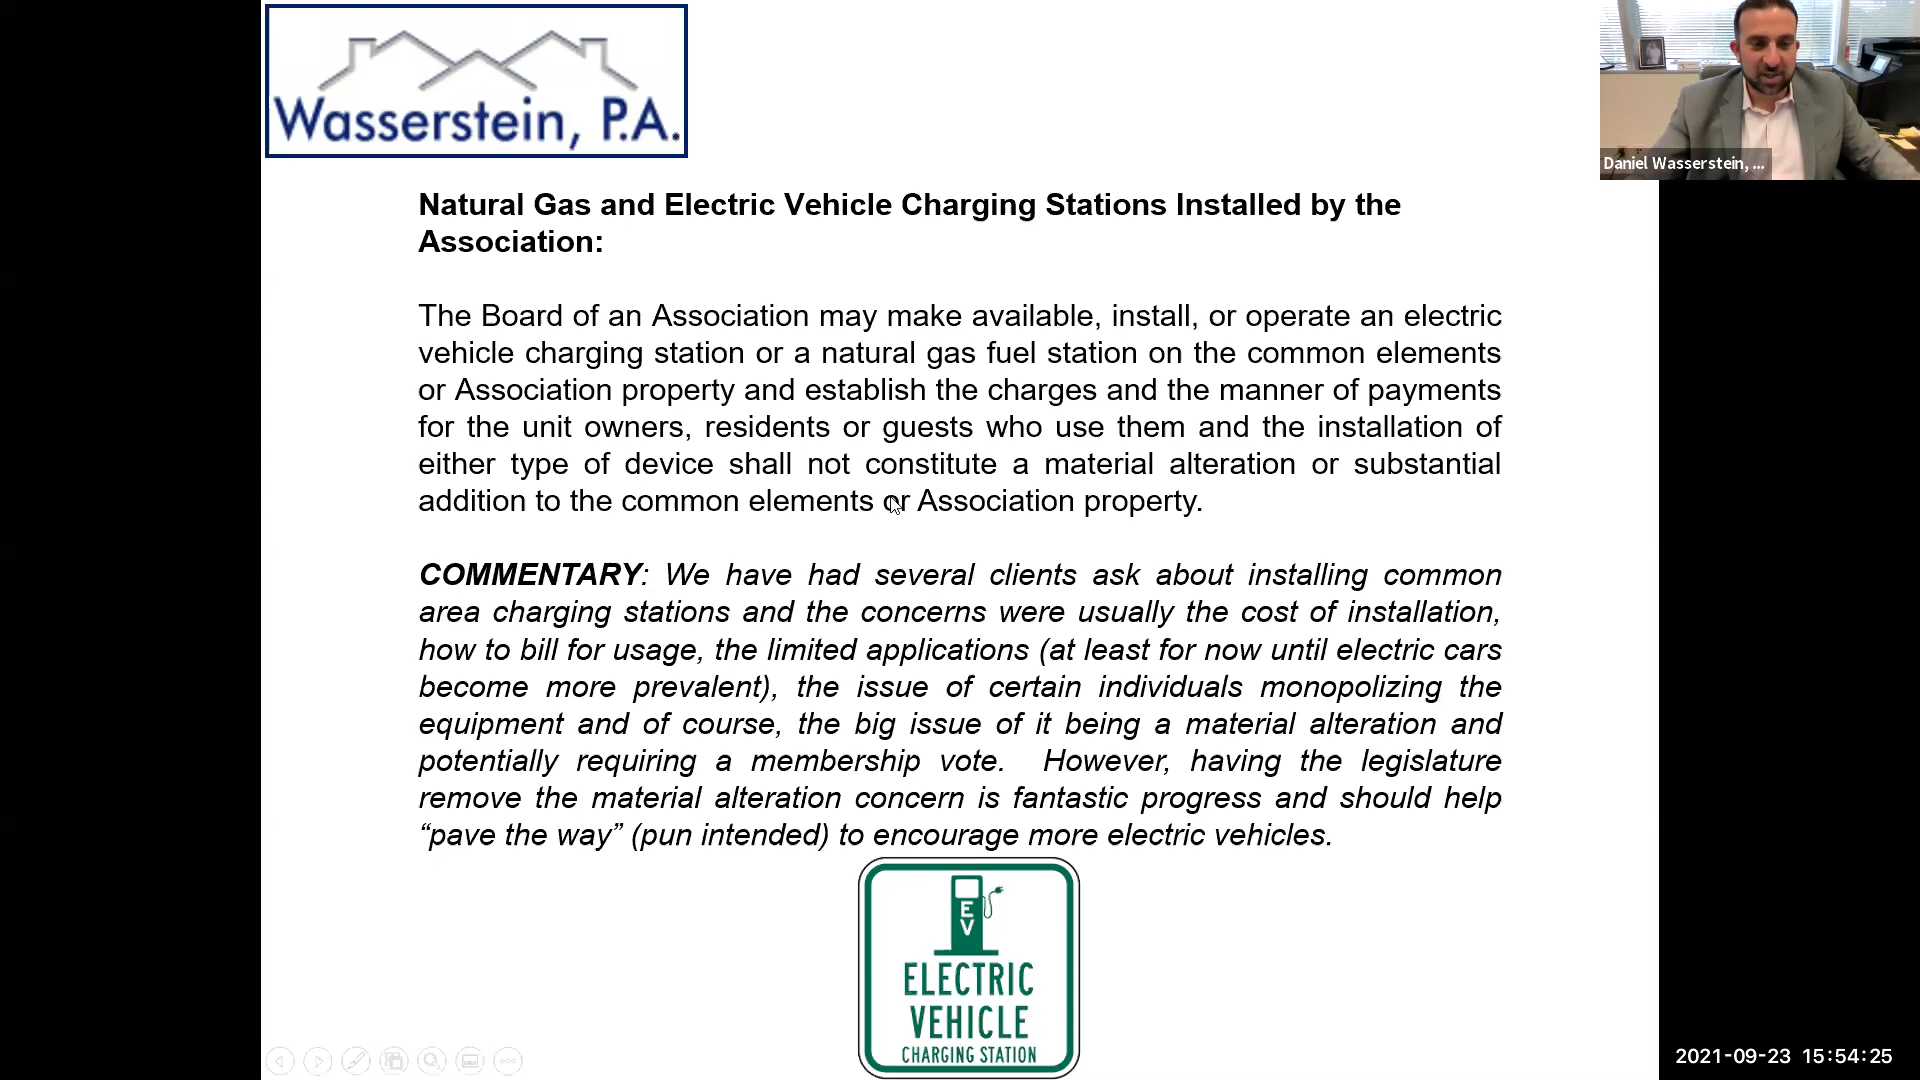 Wasserstein, P.A.
Daniel Wasserstein, ...
Natural Gas and Electric Vehicle Charging Stations Installed by the
Association:
The Board of an Association may make available, install, or operate an electric
vehicle charging station or a natural gas fuel station on the common elements
or Association property and establish the charges and the manner of payments
for the unit owners, residents or guests who use them and the installation of
either type of device shall not constitute a material alteration or substantial
addition to the common elements or Association property.
COMMENTARY: We have had several clients ask about installing common
area charging stations and the concerns were usually the cost of installation,
how to bill for usage, the limited applications (at least for now until electric cars
become more prevalent), the issue of certain individuals monopolizing the
equipment and of course, the big issue of it being a material alteration and
potentially requiring a membership vote.  However, having the legislature
remove the material alteration concern is fantastic progress and should help
“pave the way” (pun intended) to encourage more electric vehicles.
E
V
ELECTRIC
VEHICLE
CHARGING STATION
2021-09-23 15:54:25